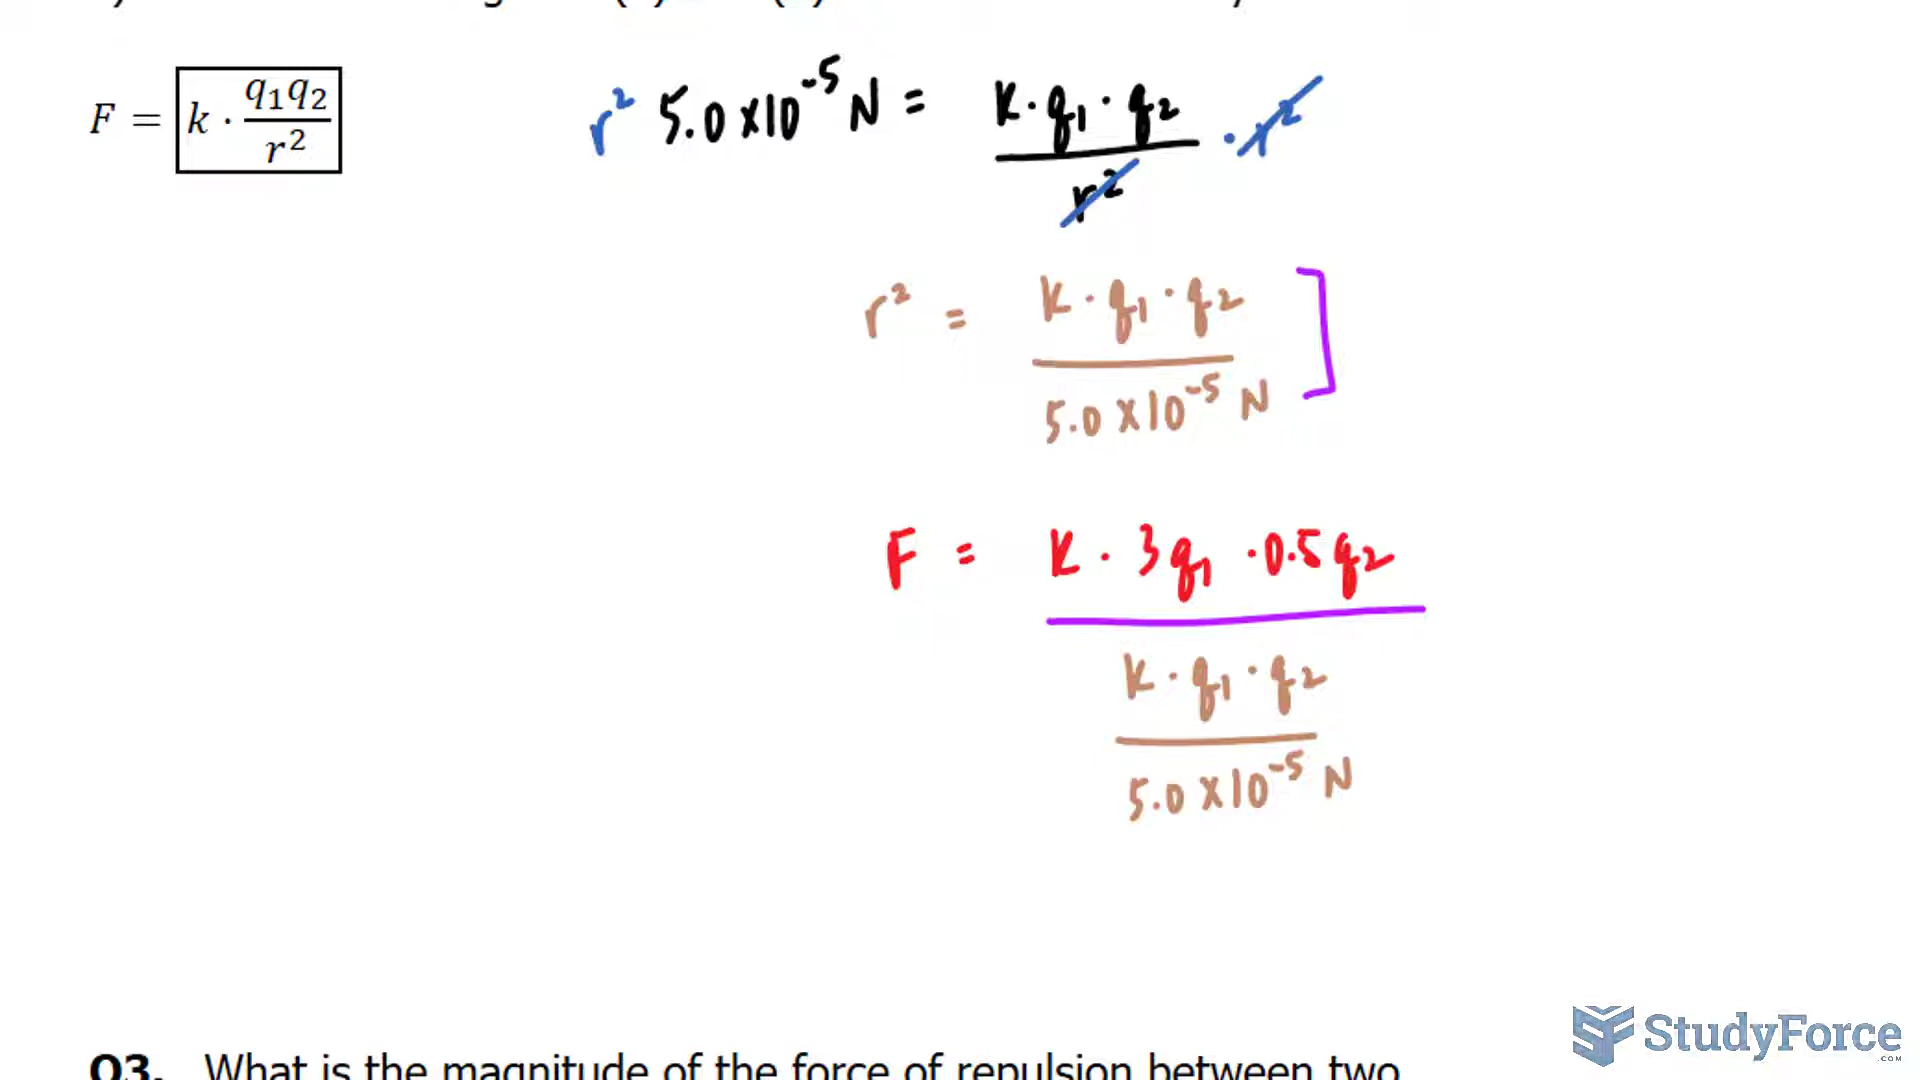 F = k · q₁q₂ / r²
r² 5.0 x10⁻⁵ N = k · q₁ · q₂ / r² · r²
r² = k · q₁ · q₂ / 5.0 x10⁻⁵ N
F = k · 3q₁ · 0.5q₂
k · q₁ · q₂
5.0 x10⁻⁵ N
StudyForce
.COM
Q3. What is the magnitude of the force of repulsion between two